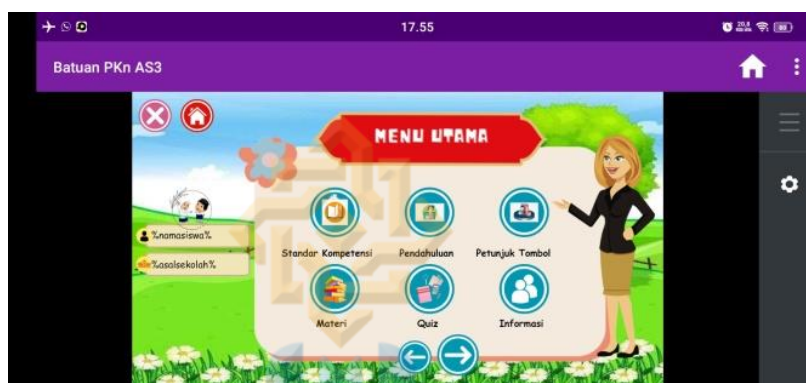 17.55
Batuan PKn AS3
MENU UTAMA
%namasiswa%
%asalsekolah%
Standar Kompetensi
Pendahuluan
Petunjuk Tombol
Materi
Quiz
Informasi